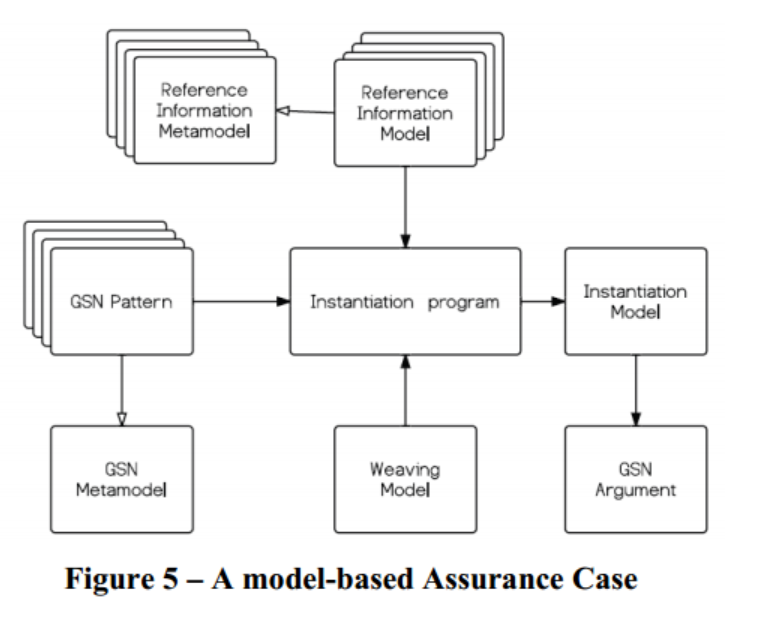 Reference
Information
Metamodel
Reference
Information
Model
GSN Pattern
Instantiation program
Instantiation
Model
GSN
Metamodel
Weaving
Model
GSN
Argument
Figure 5 – A model-based Assurance Case